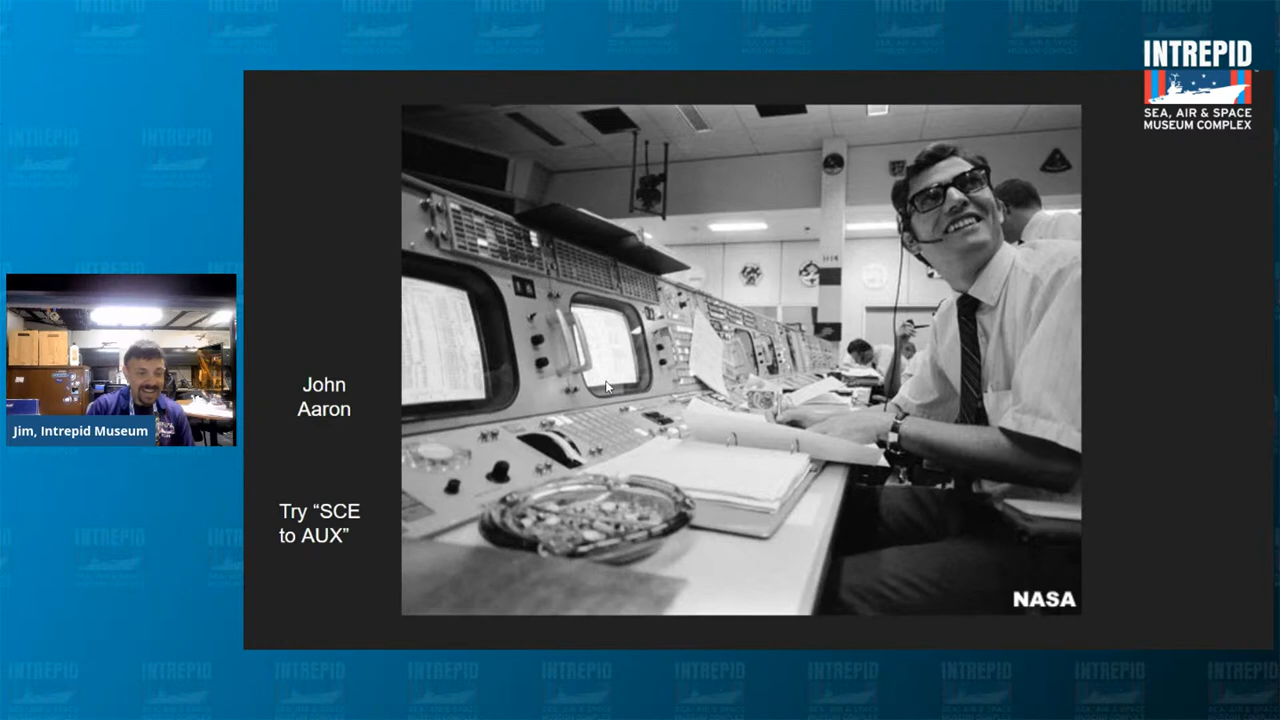 INTREPID
SEA, AIR & SPACE
MUSEUM COMPLEX
John
Aaron
Try “SCE
to AUX”
Jim, Intrepid Museum
NASA